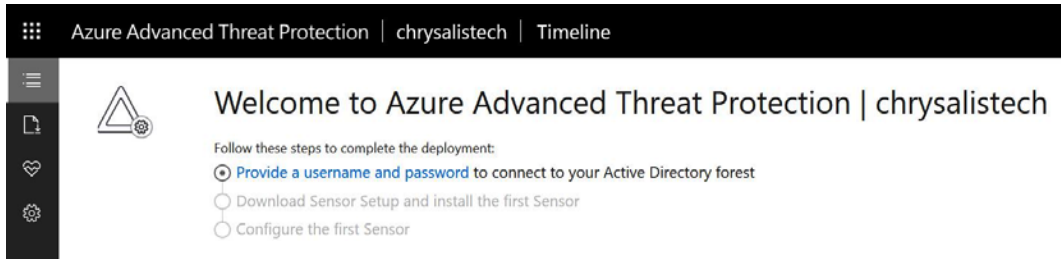 Azure Advanced Threat Protection | chrysalistech | Timeline
Welcome to Azure Advanced Threat Protection | chrysalistech
Follow these steps to complete the deployment:
Provide a username and password to connect to your Active Directory forest
Download Sensor Setup and install the first Sensor
Configure the first Sensor